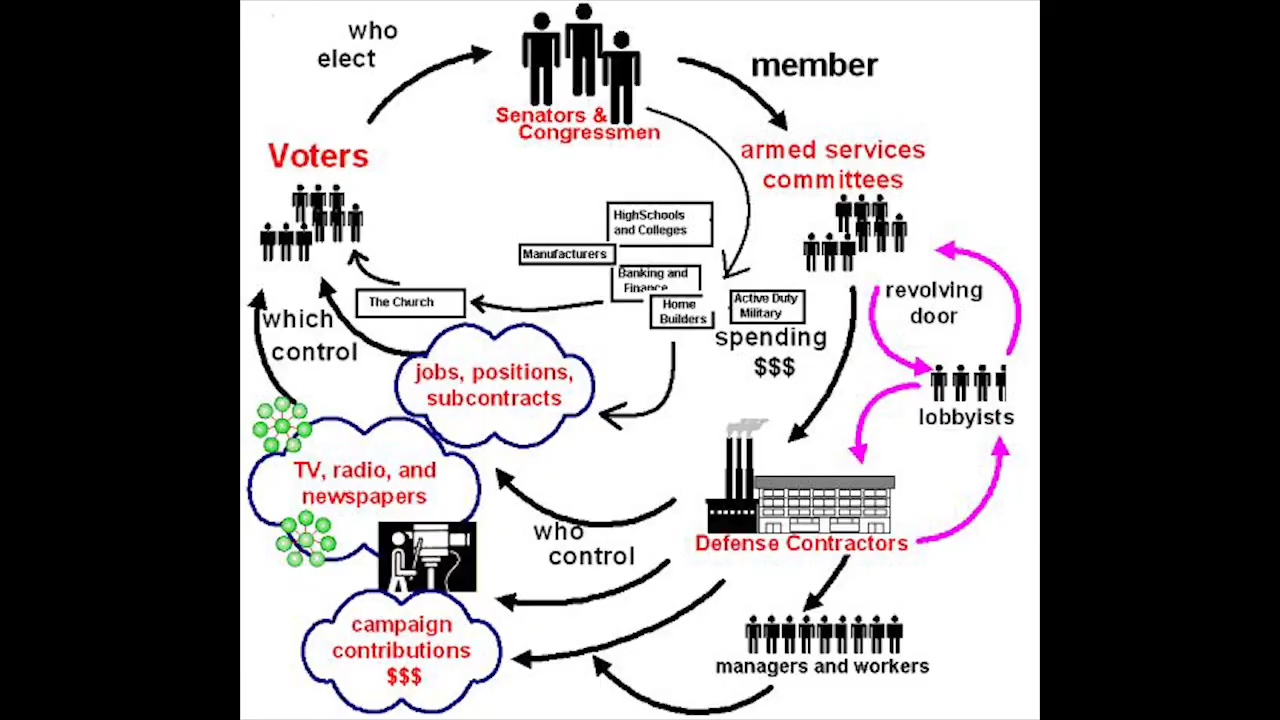 who
elect
Senators &
Congressmen
member
Voters
armed services
committees
HighSchools
and Colleges
Manufacturers
Banking and
Finance
Home
Builders
Active Duty
Military
The Church
spending
$$$
revolving
door
which
control
jobs, positions,
subcontracts
lobbyists
TV, radio, and
newspapers
who
control
Defense Contractors
campaign
contributions
$$$
managers and workers